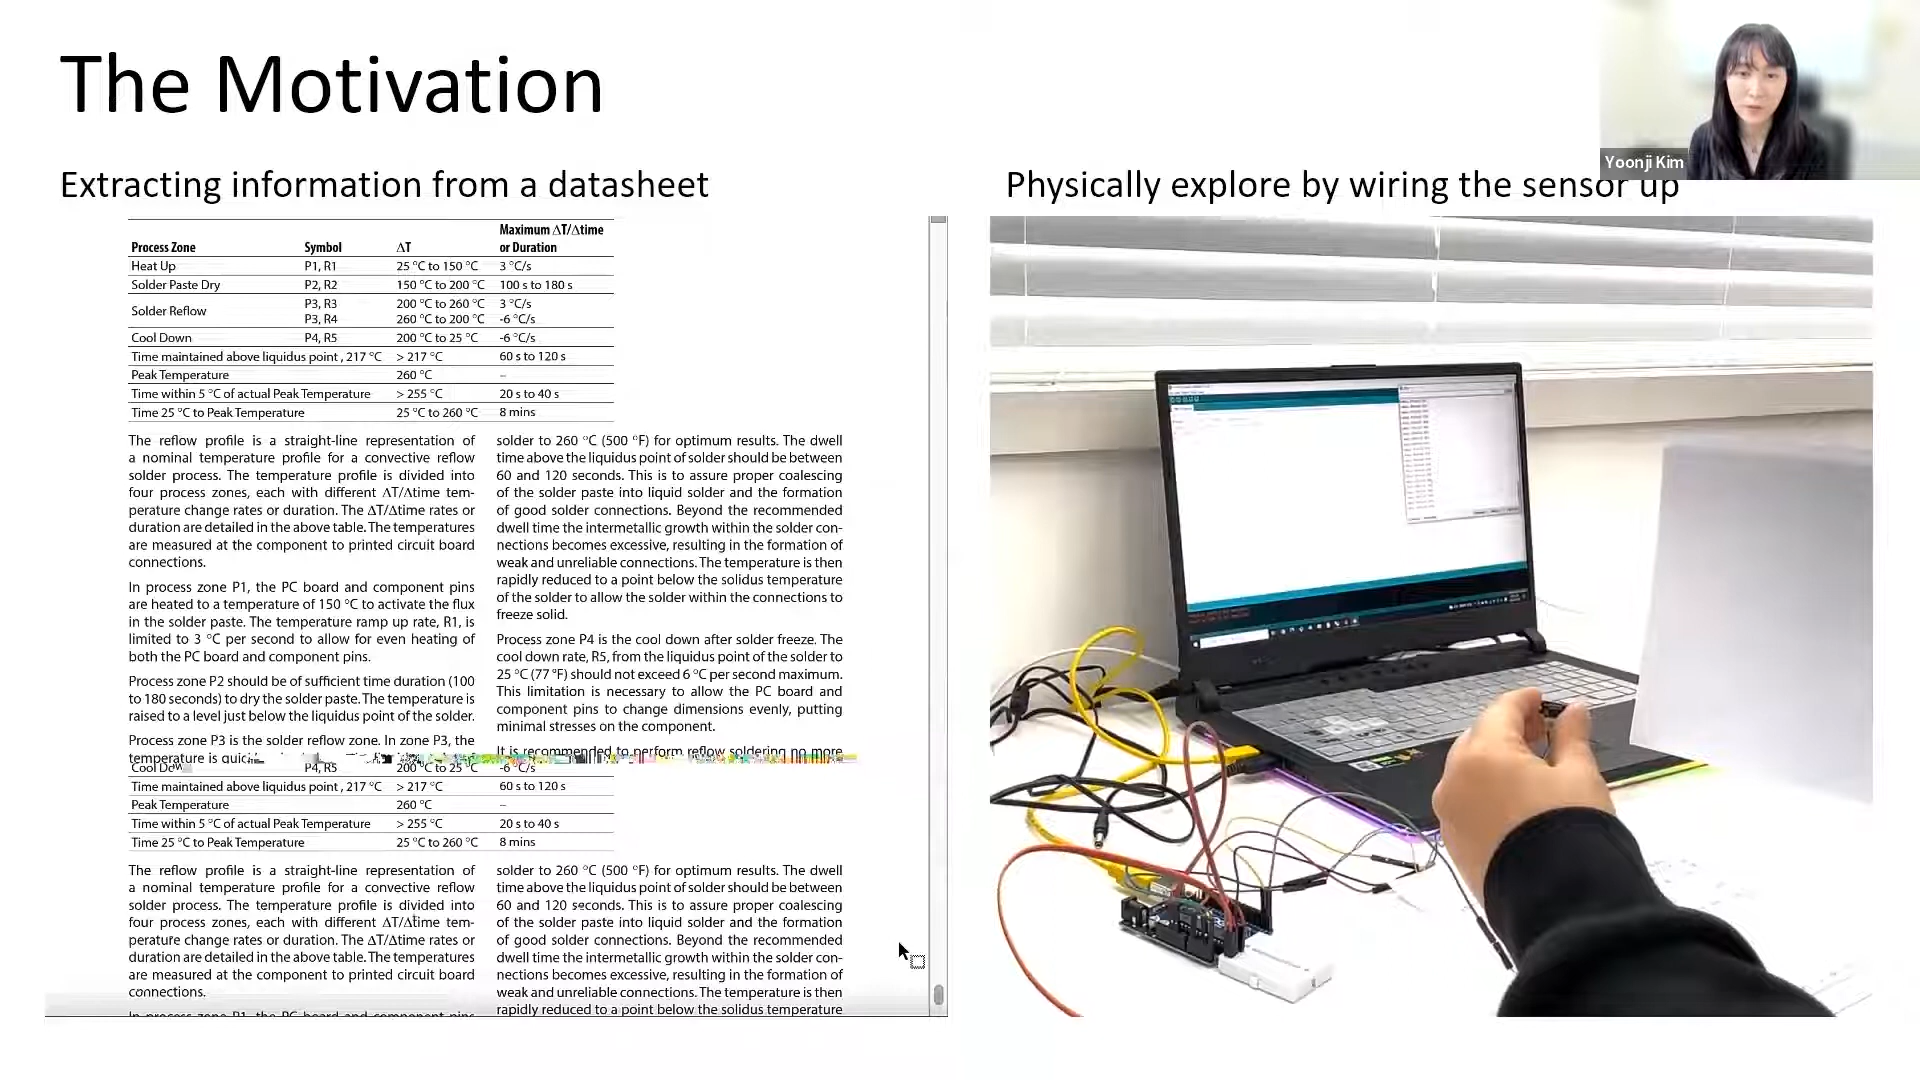 The Motivation
Yoonji Kim
Extracting information from a datasheet
Physically explore by wiring the sensor up
Process Zone Symbol ΔT Maximum ΔT/Δtime or Duration
Heat Up P1, R1 25 °C to 150 °C 3 °C/s
Solder Paste Dry P2, R2 150 °C to 200 °C 100 s to 180 s
Solder Reflow
P3, R3 200 °C to 260 °C 3 °C/s
P3, R4 260 °C to 200 °C -6 °C/s
Cool Down P4, R5 200 °C to 25 °C -6 °C/s
Time maintained above liquidus point , 217 °C > 217 °C 60 s to 120 s
Peak Temperature 260 °C –
Time within 5 °C of actual Peak Temperature > 255 °C 20 s to 40 s
Time 25 °C to Peak Temperature 25 °C to 260 °C 8 mins
The reflow profile is a straight-line representation of
a nominal temperature profile for a convective reflow
solder process. The temperature profile is divided into
four process zones, each with different ΔT/Δtime tem-
perature change rates or duration. The ΔT/Δtime rates or
duration are detailed in the above table. The temperatures
are measured at the component to printed circuit board
connections.
In process zone P1, the PC board and component pins
are heated to a temperature of 150 °C to activate the flux
in the solder paste. The temperature ramp up rate, R1, is
limited to 3 °C per second to allow for even heating of
both the PC board and component pins.
Process zone P2 should be of sufficient time duration (100
to 180 seconds) to dry the solder paste. The temperature is
raised to a level just below the liquidus point of the solder.
Process zone P3 is the solder reflow zone. In zone P3, the
temperature is
solder to 260 °C (500 °F) for optimum results. The dwell
time above the liquidus point of solder should be between
60 and 120 seconds. This is to assure proper coalescing
of the solder paste into liquid solder and the formation
of good solder connections. Beyond the recommended
dwell time the intermetallic growth within the solder con-
nections becomes excessive, resulting in the formation of
weak and unreliable connections. The temperature is then
rapidly reduced to a point below the solidus temperature
of the solder to allow the solder within the connections to
freeze solid.
Process zone P4 is the cool down after solder freeze. The
cool down rate, R5, from the liquidus point of the solder to
25 °C (77 °F) should not exceed 6 °C per second maximum.
This limitation is necessary to allow the PC board and
component pins to change dimensions evenly, putting
minimal stresses on the component.
It is recommended to perform reflow soldering no more
Cool P4, R5 200 °C to 25 °C -6 °C/s
Time maintained above liquidus point , 217 °C > 217 °C 60 s to 120 s
Peak Temperature 260 °C –
Time within 5 °C of actual Peak Temperature > 255 °C 20 s to 40 s
Time 25 °C to Peak Temperature 25 °C to 260 °C 8 mins
The reflow profile is a straight-line representation of
a nominal temperature profile for a convective reflow
solder process. The temperature profile is divided into
four process zones, each with different ΔT/Δtime tem-
perature change rates or duration. The ΔT/Δtime rates or
duration are detailed in the above table. The temperatures
are measured at the component to printed circuit board
connections.
In process zone P1, the PC board and component pins
solder to 260 °C (500 °F) for optimum results. The dwell
time above the liquidus point of solder should be between
60 and 120 seconds. This is to assure proper coalescing
of the solder paste into liquid solder and the formation
of good solder connections. Beyond the recommended
dwell time the intermetallic growth within the solder con-
nections becomes excessive, resulting in the formation of
weak and unreliable connections. The temperature is then
rapidly reduced to a point below the solidus temperature